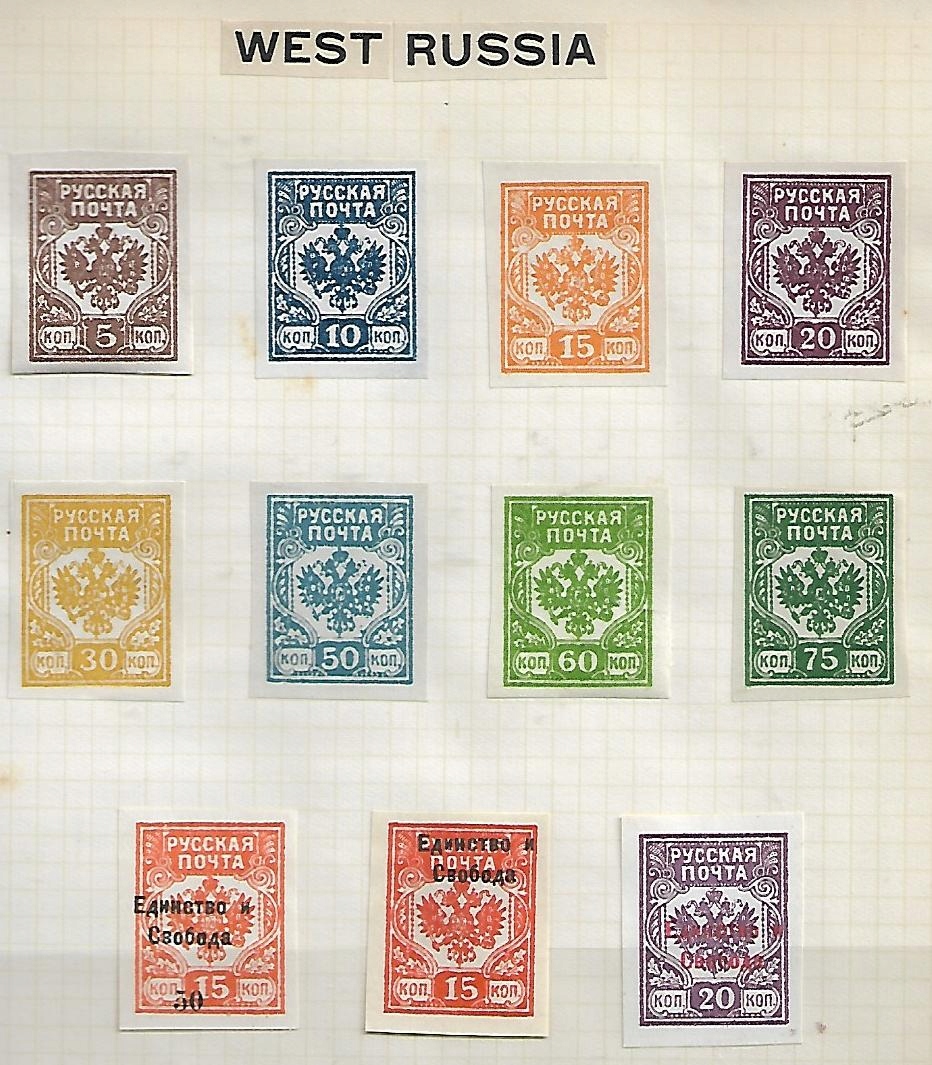 WEST RUSSIA
РУССКАЯ
ПОЧТА
КОП. 5 КОП.
РУССКАЯ
ПОЧТА
КОП. 10 КОП.
РУССКАЯ
ПОЧТА
КОП. 15 КОП.
РУССКАЯ
ПОЧТА
КОП. 20 КОП.
РУССКАЯ
ПОЧТА
КОП. 30 КОП.
РУССКАЯ
ПОЧТА
КОП. 50 КОП.
РУССКАЯ
ПОЧТА
КОП. 60 КОП.
РУССКАЯ
ПОЧТА
КОП. 75 КОП.
РУССКАЯ
ПОЧТА
Единство и
Свобода
КОП. 15 КОП.
50
РУССКАЯ
Единство и
ПОЧТА
Свобода
КОП. 15 КОП.
РУССКАЯ
ПОЧТА
Единство и
Свобода
КОП. 20 КОП.